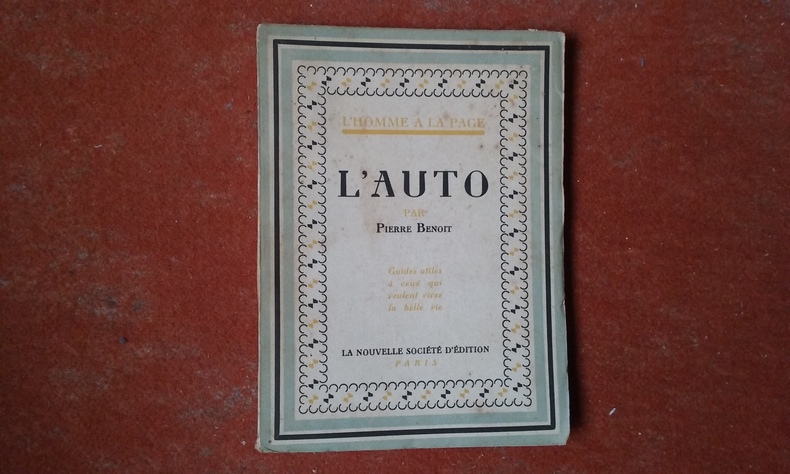 L'HOMME A LA PAGE
L'AUTO
PAR
PIERRE BENOIT
Guides utiles
à ceux qui
veulent vivre
la belle vie
LA NOUVELLE SOCIÉTÉ D'ÉDITION
PARIS